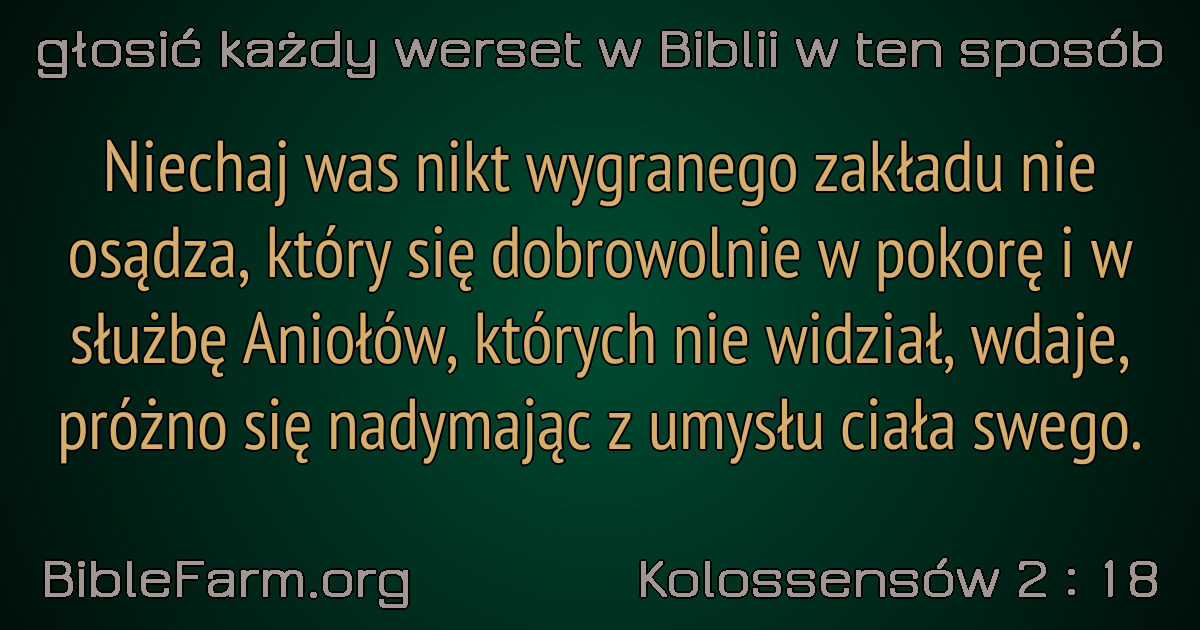 głosić każdy werset w Biblii w ten sposób
Niechaj was nikt wygranego zakładu nie
osądza, który się dobrowolnie w pokorę i w
służbę Aniołów, których nie widział, wdaje,
próżno się nadymając z umysłu ciała swego.
BibleFarm.org
Kolossensów 2 : 18